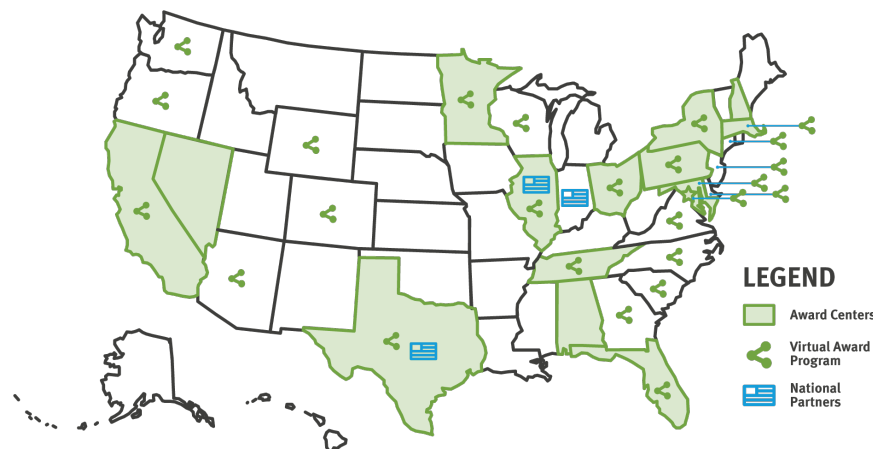 LEGEND
Award Centers
Virtual Award
Program
National
Partners